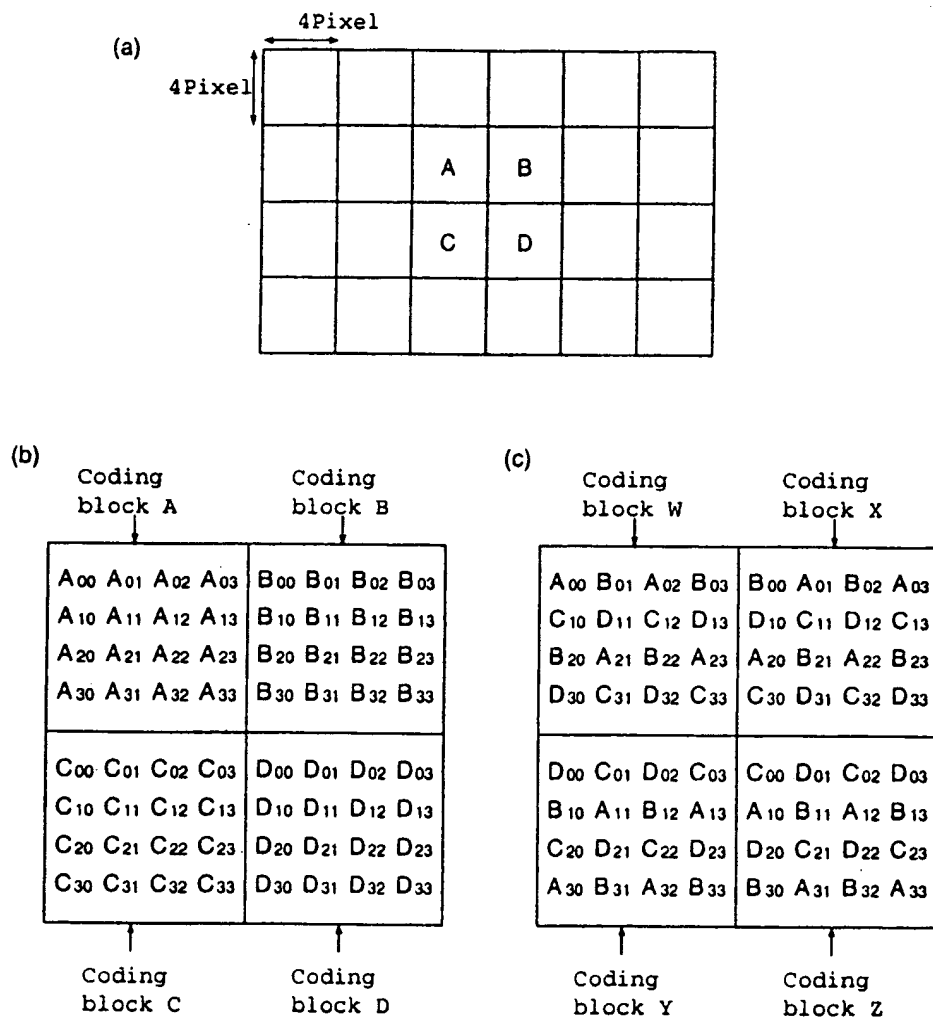 (a)
4Pixel
4Pixel
A B
C D
(b)
Coding block A
Coding block B
A00 A01 A02 A03 B00 B01 B02 B03
A10 A11 A12 A13 B10 B11 B12 B13
A20 A21 A22 A23 B20 B21 B22 B23
A30 A31 A32 A33 B30 B31 B32 B33
C00 C01 C02 C03 D00 D01 D02 D03
C10 C11 C12 C13 D10 D11 D12 D13
C20 C21 C22 C23 D20 D21 D22 D23
C30 C31 C32 C33 D30 D31 D32 D33
Coding block C
Coding block D
(c)
Coding block W
Coding block X
A00 B01 A02 B03 B00 A01 B02 A03
C10 D11 C12 D13 D10 C11 D12 C13
B20 A21 B22 A23 A20 B21 A22 B23
D30 C31 D32 C33 C30 D31 C32 D33
D00 C01 D02 C03 C00 D01 C02 D03
B10 A11 B12 A13 A10 B11 A12 B13
C20 D21 C22 D23 D20 C21 D22 C23
A30 B31 A32 B33 B30 A31 B32 A33
Coding block Y
Coding block Z